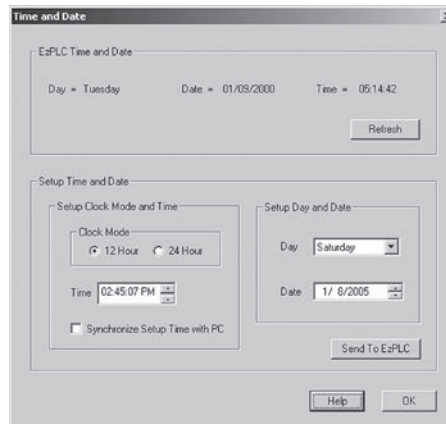 Time and Date
EzPLC Time and Date
Day = Tuesday Date = 01/09/2000 Time = 05:14:42
Refresh
Setup Time and Date
Setup Clock Mode and Time
Clock Mode
12 Hour 24 Hour
Time 02:45:07 PM
Synchronize Setup Time with PC
Setup Day and Date
Day Saturday
Date 1/ 8/2005
Send To EzPLC
Help OK